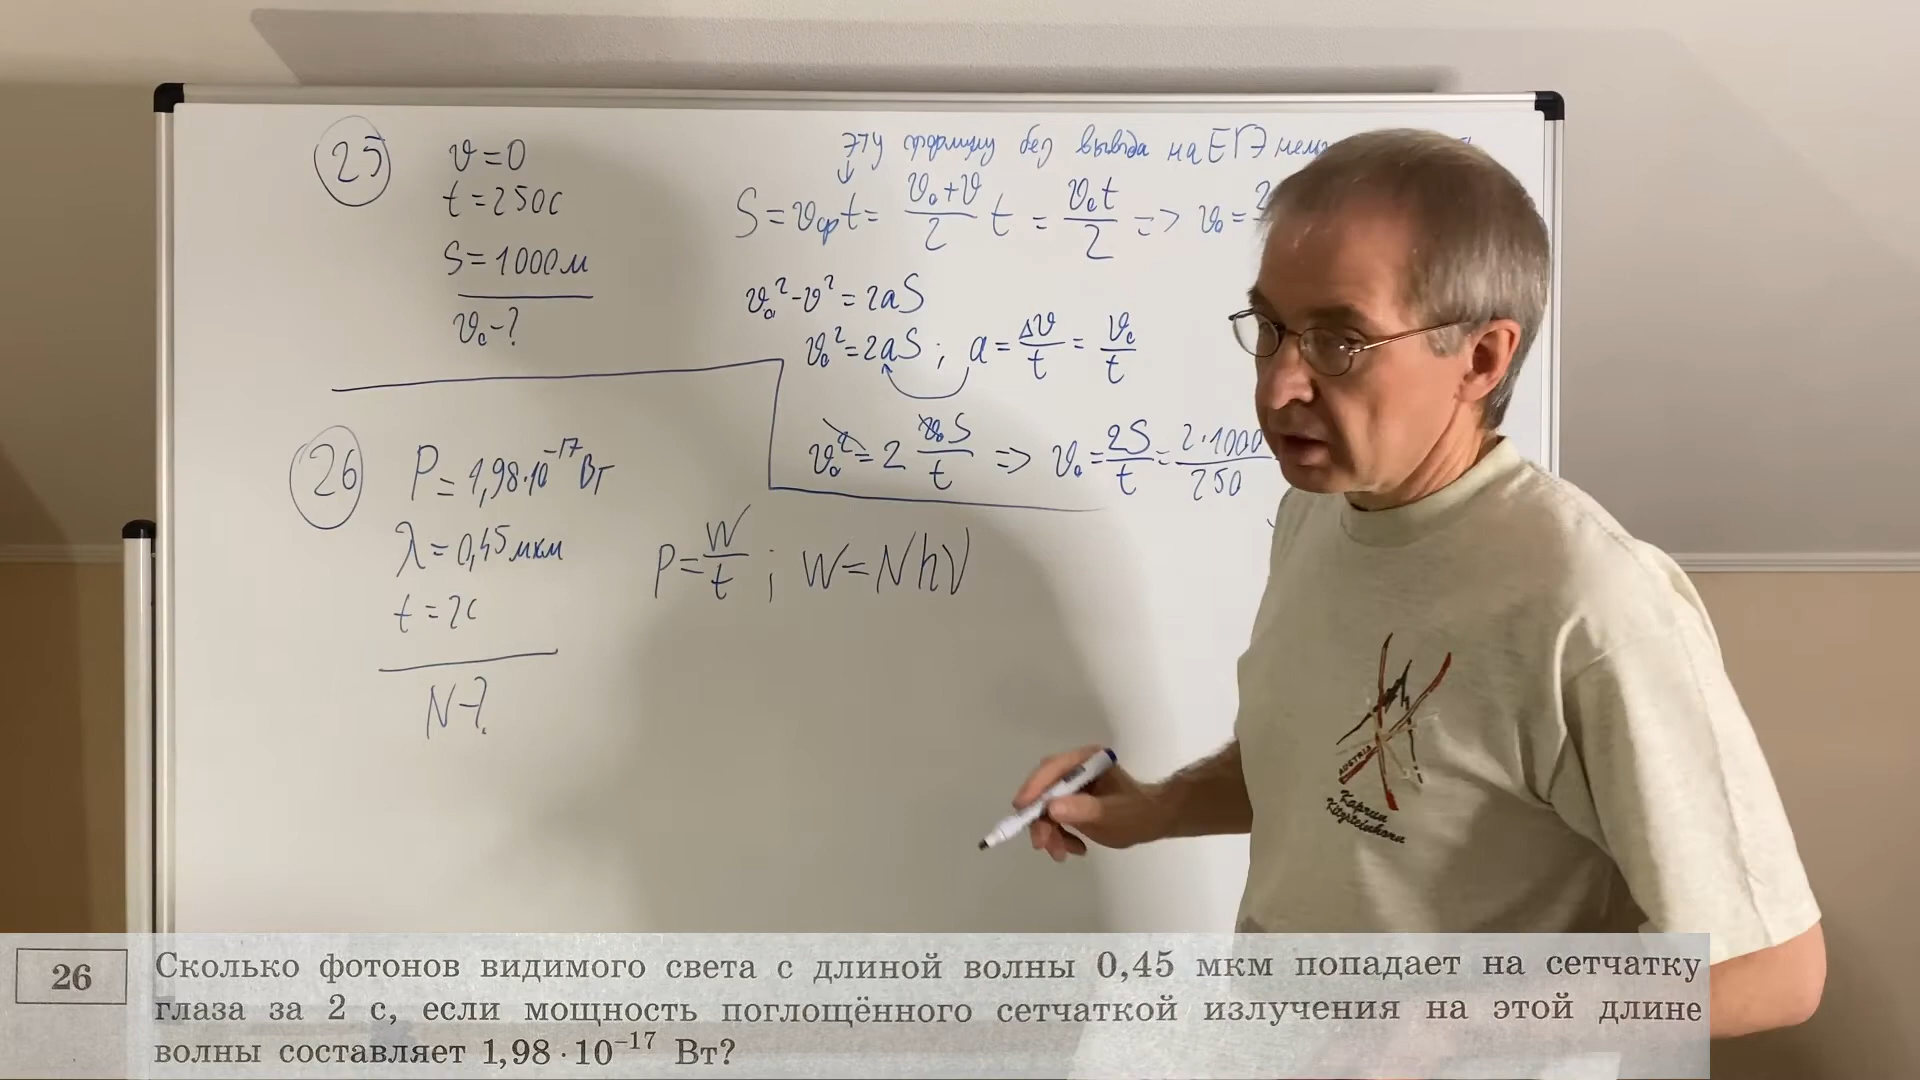 25
υ=0
t=250c
S=1000м
υ₀-?
эту формулу без вывода на ЕГЭ
S=υ_ср t= (υ₀+υ)/2 t = υ₀t/2 => υ₀=
υ₀²-υ²=2aS
υ₀²=2aS ; a=Δυ/t=υ₀/t
υ₀²=2 υ₀S/t => υ₀=2S/t=2·1000/250
26
P=1,98·10⁻¹⁷Вт
λ=0,45мкм
t=2c
N-?
P=W/t ; W=Nhν
AUSTRIA
Kaprun
Kitzsteinhorn
26
Сколько фотонов видимого света с длиной волны 0,45 мкм попадает на сетчатку
глаза за 2 с, если мощность поглощённого сетчаткой излучения на этой длине
волны составляет 1,98 · 10⁻¹⁷ Вт?